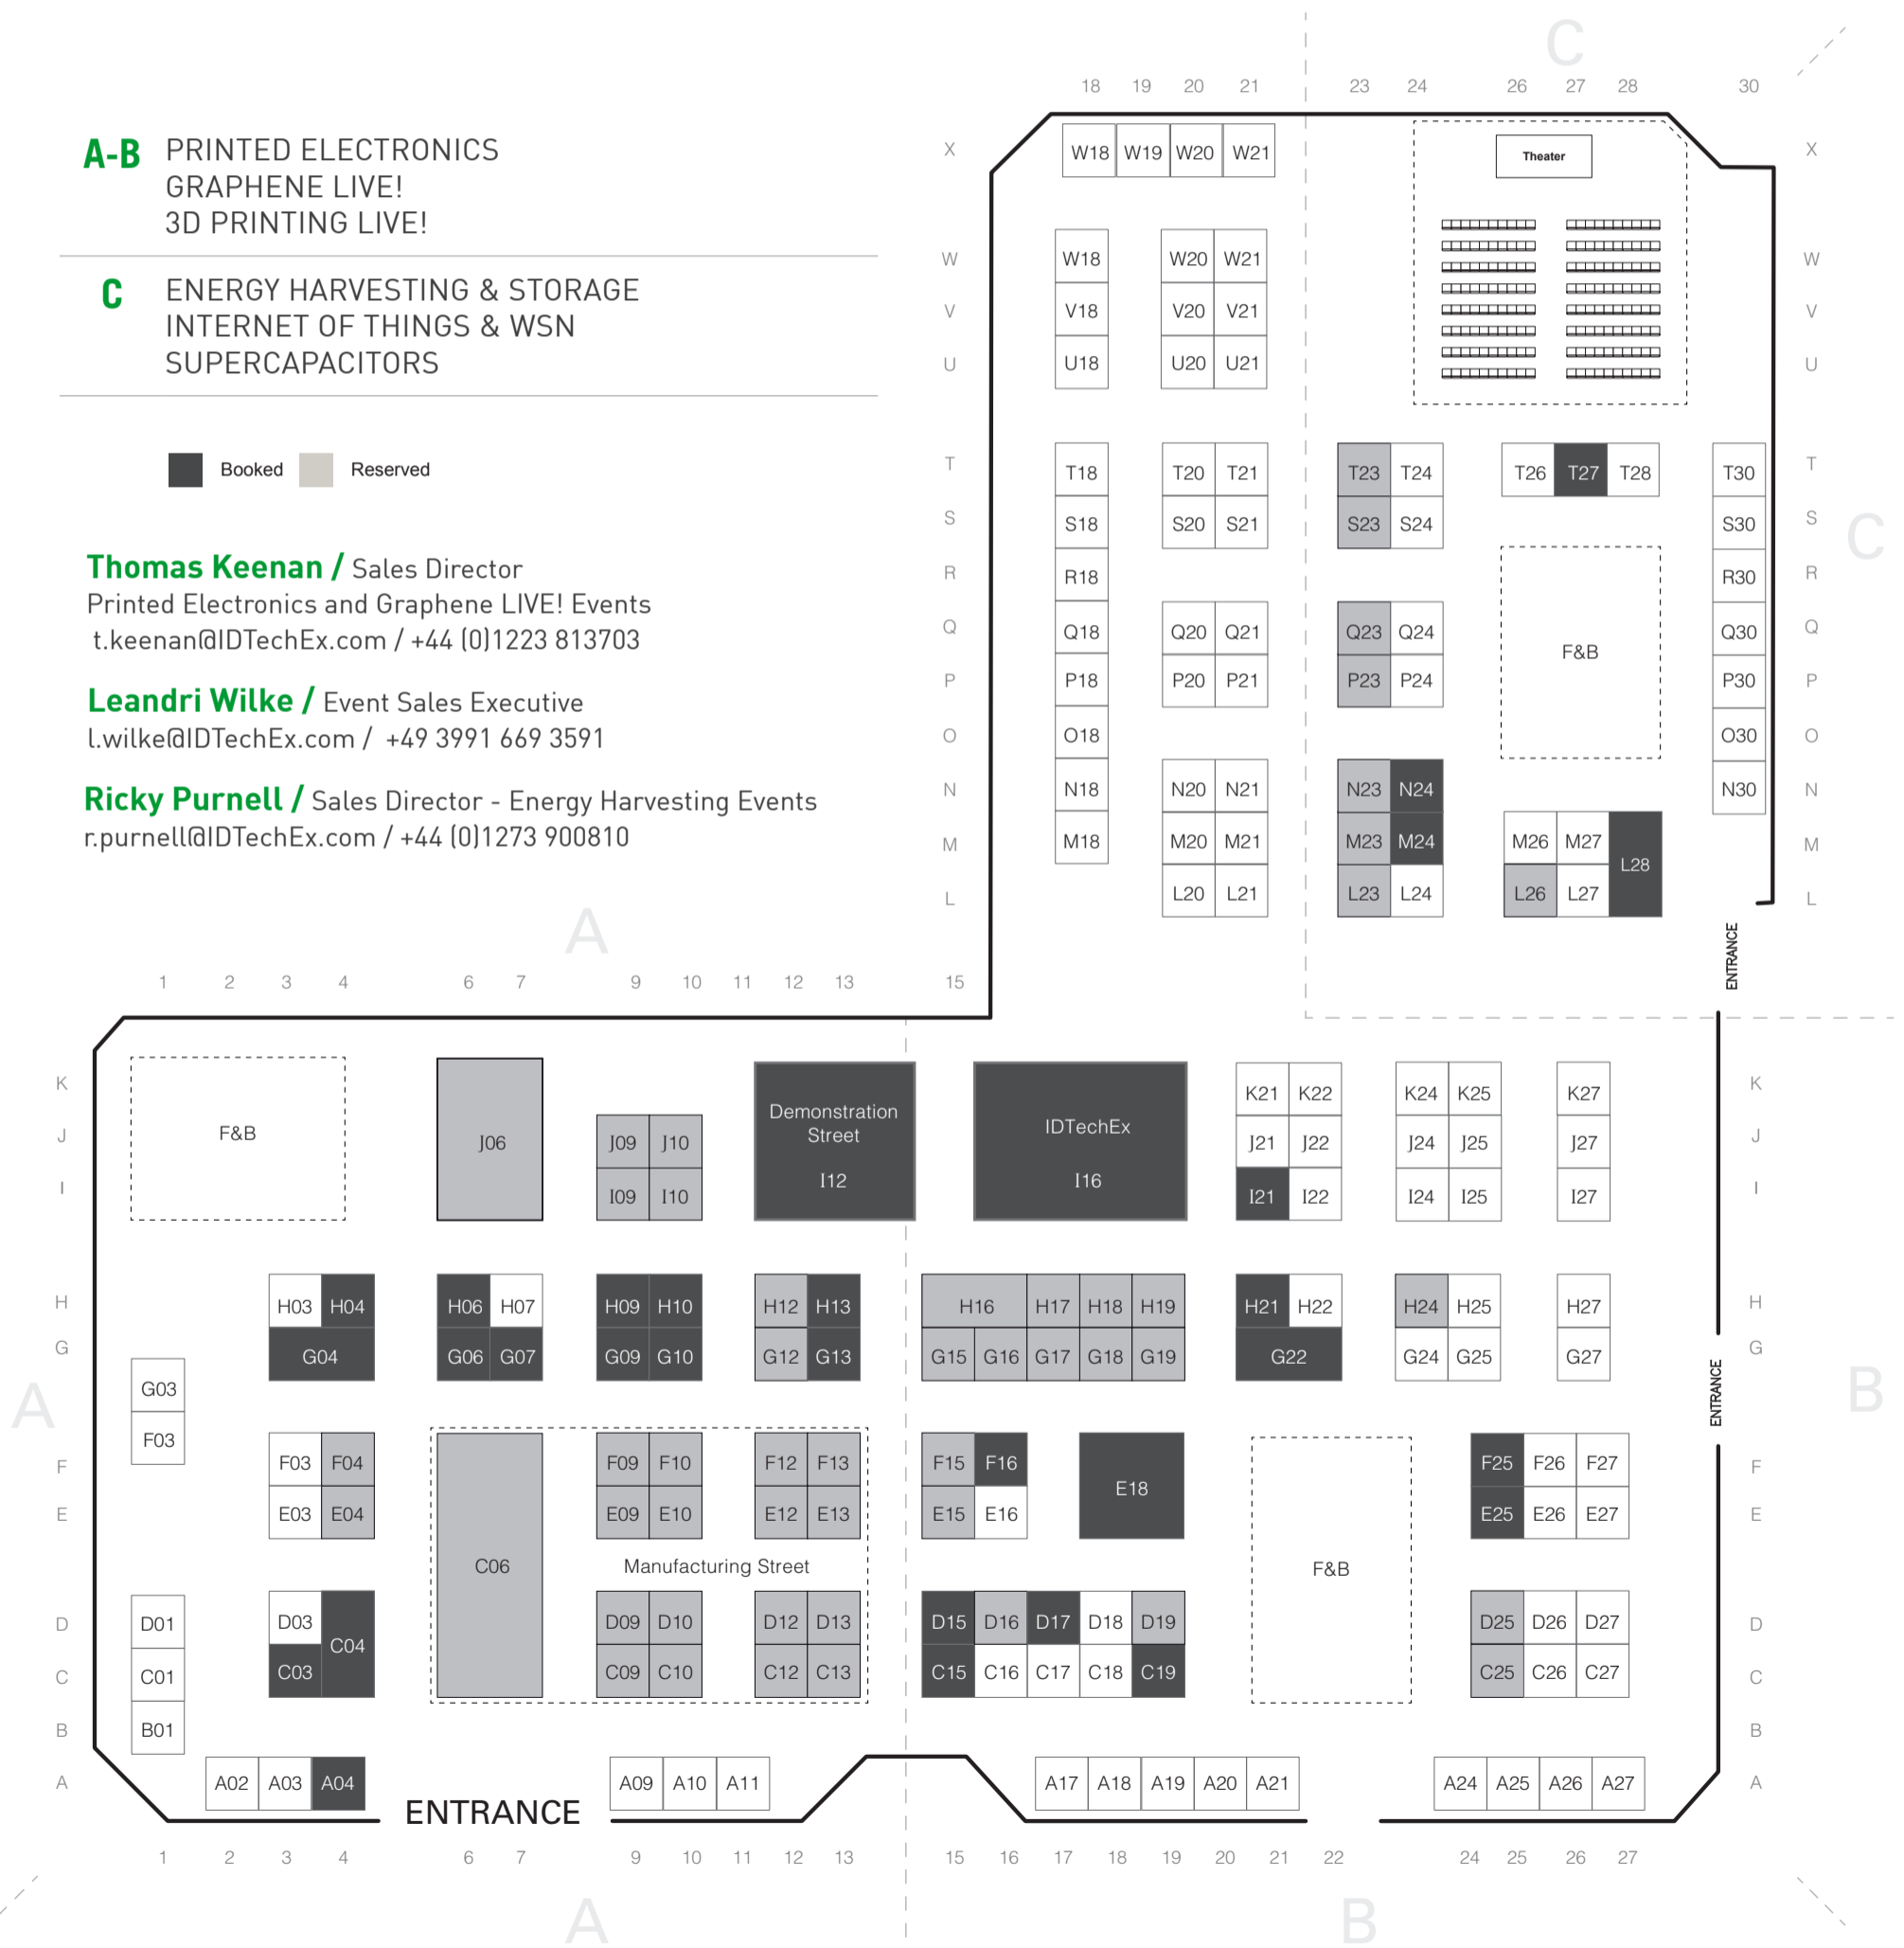 C
18 19 20 21 23 24 26 27 28 30
A-B PRINTED ELECTRONICS
GRAPHENE LIVE!
3D PRINTING LIVE!
C ENERGY HARVESTING & STORAGE
INTERNET OF THINGS & WSN
SUPERCAPACITORS
Booked Reserved
Thomas Keenan / Sales Director
Printed Electronics and Graphene LIVE! Events
t.keenan@IDTechEx.com / +44 (0)1223 813703
Leandri Wilke / Event Sales Executive
l.wilke@IDTechEx.com / +49 3991 669 3591
Ricky Purnell / Sales Director - Energy Harvesting Events
r.purnell@IDTechEx.com / +44 (0)1273 900810
X W18 W19 W20 W21 Theater X
W W18 W20 W21 W
V V18 V20 V21 V
U U18 U20 U21 U
T T18 T20 T21 T23 T24 T26 T27 T28 T30 T
S S18 S20 S21 S23 S24 S30 S
C
R R18 R30 R
Q Q18 Q20 Q21 Q23 Q24 Q30 Q
F&B
P P18 P20 P21 P23 P24 P30 P
O O18 O30 O
N N18 N20 N21 N23 N24 N30 N
M M18 M20 M21 M23 M24 M26 M27 M
L28
L L20 L21 L23 L24 L26 L27 L
A
ENTRANCE
1 2 3 4 6 7 9 10 11 12 13 15
K K21 K22 K24 K25 K27 K
Demonstration
Street
IDTechEx
J F&B J06 J09 J10 J21 J22 J24 J25 J27 J
I I09 I10 I12 I16 I21 I22 I24 I25 I27 I
H H03 H04 H06 H07 H09 H10 H12 H13 H16 H17 H18 H19 H21 H22 H24 H25 H27 H
G G04 G06 G07 G09 G10 G12 G13 G15 G16 G17 G18 G19 G22 G24 G25 G27 G
G03
A
ENTRANCE
B
F03
F F03 F04 F09 F10 F12 F13 F15 F16 F25 F26 F27 F
E18
E E03 E04 E09 E10 E12 E13 E15 E16 E25 E26 E27 E
C06 Manufacturing Street F&B
D D01 D03 D09 D10 D12 D13 D15 D16 D17 D18 D19 D25 D26 D27 D
C04
C C01 C03 C09 C10 C12 C13 C15 C16 C17 C18 C19 C25 C26 C27 C
B B01 B
A A02 A03 A04 A09 A10 A11 A17 A18 A19 A20 A21 A24 A25 A26 A27 A
ENTRANCE
1 2 3 4 6 7 9 10 11 12 13 15 16 17 18 19 20 21 22 24 25 26 27
A B